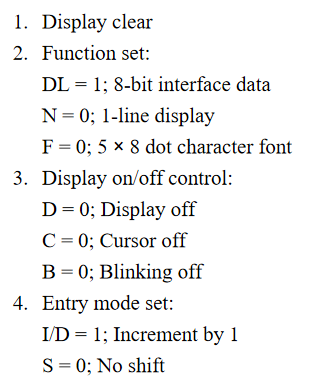 1. Display clear
2. Function set:
DL = 1; 8-bit interface data
N = 0; 1-line display
F = 0; 5 × 8 dot character font
3. Display on/off control:
D = 0; Display off
C = 0; Cursor off
B = 0; Blinking off
4. Entry mode set:
I/D = 1; Increment by 1
S = 0; No shift